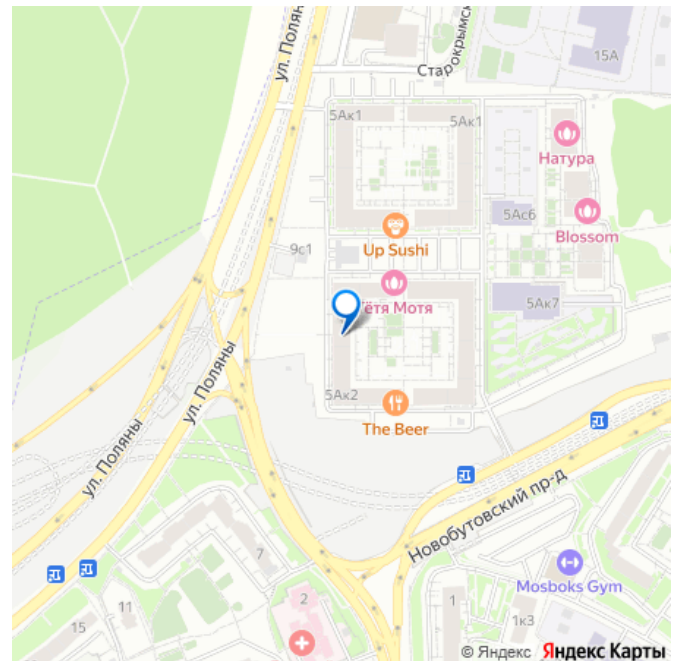 ул. Поляны
Старокрымск
15А
5Ак1
5Ак1
Натура
5Ас6
Up Sushi
Blossom
9с1
Тётя Мотя
5Ак7
ул. Поляны
5Ак2
The Beer
ул. Поляны
Новобутовский пр-д
7
Mosboks Gym
2
11
1
1к3
15
© Яндекс Яндекс Карты